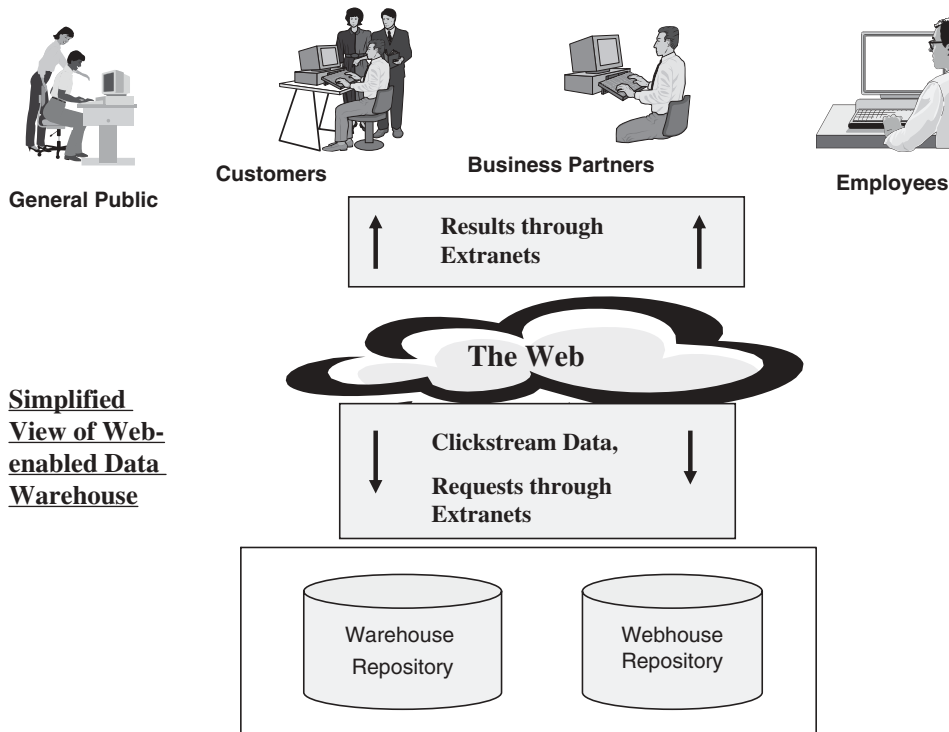 General Public
Customers
Business Partners
Employees
Results through
Extranets
The Web
Simplified
View of Web-
enabled Data
Warehouse
Clickstream Data,
Requests through
Extranets
Warehouse
Repository
Webhouse
Repository